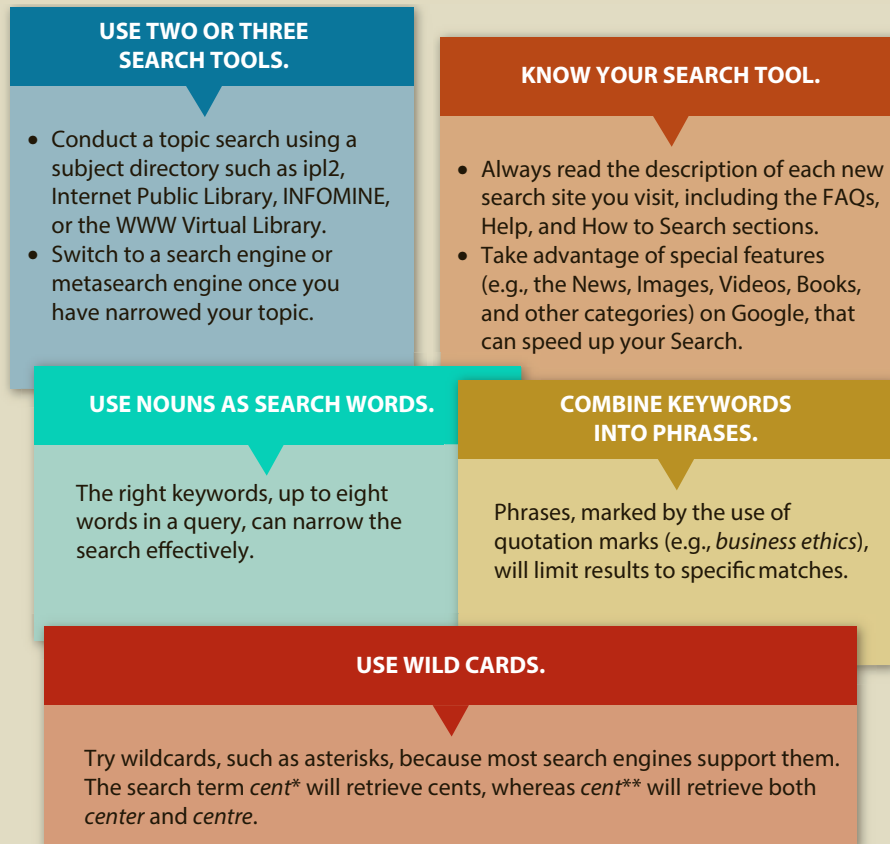 USE TWO OR THREE
SEARCH TOOLS.
• Conduct a topic search using a
subject directory such as ipl2,
Internet Public Library, INFOMINE,
or the WWW Virtual Library.
• Switch to a search engine or
metasearch engine once you
have narrowed your topic.
KNOW YOUR SEARCH TOOL.
• Always read the description of each new
search site you visit, including the FAQs,
Help, and How to Search sections.
• Take advantage of special features
(e.g., the News, Images, Videos, Books,
and other categories) on Google, that
can speed up your Search.
USE NOUNS AS SEARCH WORDS.
The right keywords, up to eight
words in a query, can narrow the
search effectively.
COMBINE KEYWORDS
INTO PHRASES.
Phrases, marked by the use of
quotation marks (e.g., business ethics),
will limit results to specific matches.
USE WILD CARDS.
Try wildcards, such as asterisks, because most search engines support them.
The search term cent* will retrieve cents, whereas cent** will retrieve both
center and centre.